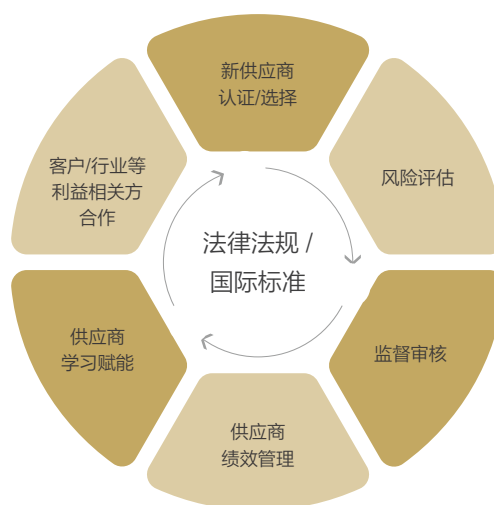 新供应商
认证/选择
风险评估
监督审核
供应商
绩效管理
供应商
学习赋能
客户/行业等
利益相关方
合作
法律法规 /
国际标准